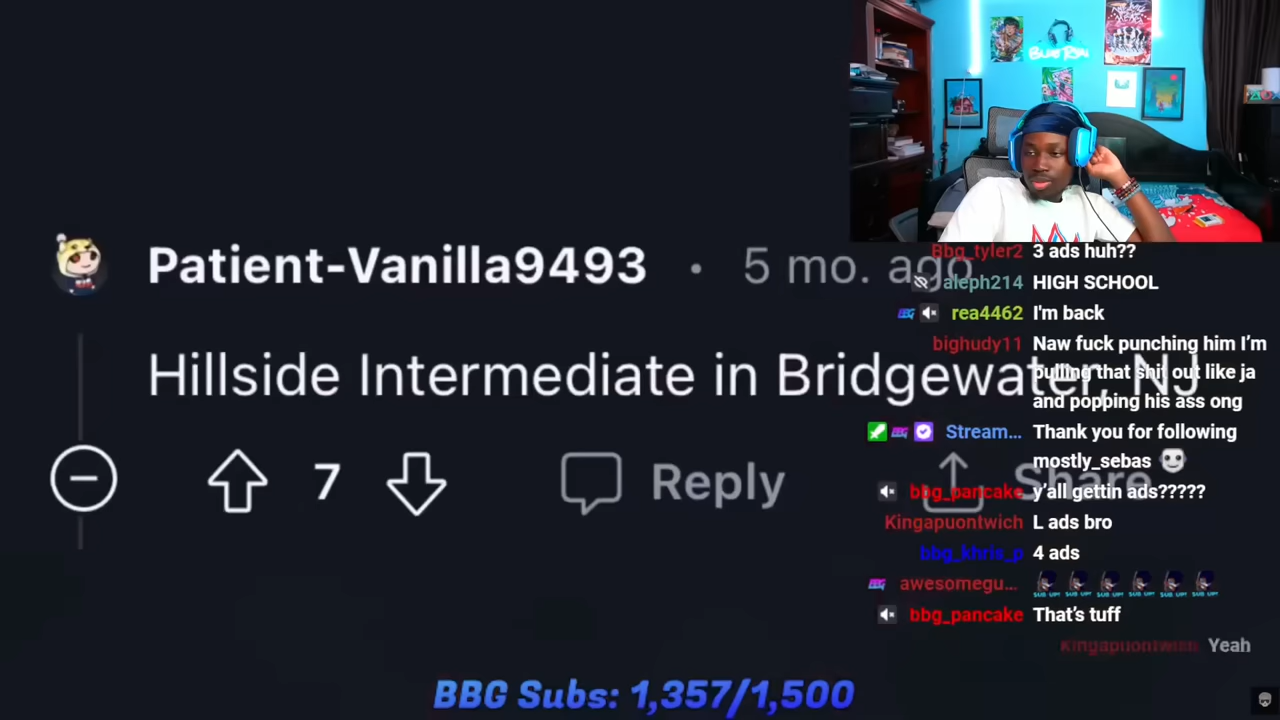 Patient-Vanilla9493 • 5 mo. ago
Hillside Intermediate in Bridgewater, NJ
7 Reply Share
Bbg_tyler2 3 ads huh??
aleph214 HIGH SCHOOL
rea4462 I'm back
bighudy11 Naw fuck punching him I'm
pulling that shit out like ja
and popping his ass ong
Stream... Thank you for following
mostly_sebas
bbg_pancake y'all gettin ads?????
Kingapuontwich L ads bro
bbg_khris_p 4 ads
awesomegu...
bbg_pancake That's tuff
Kingapuontwich Yeah
BBG Subs: 1,357/1,500